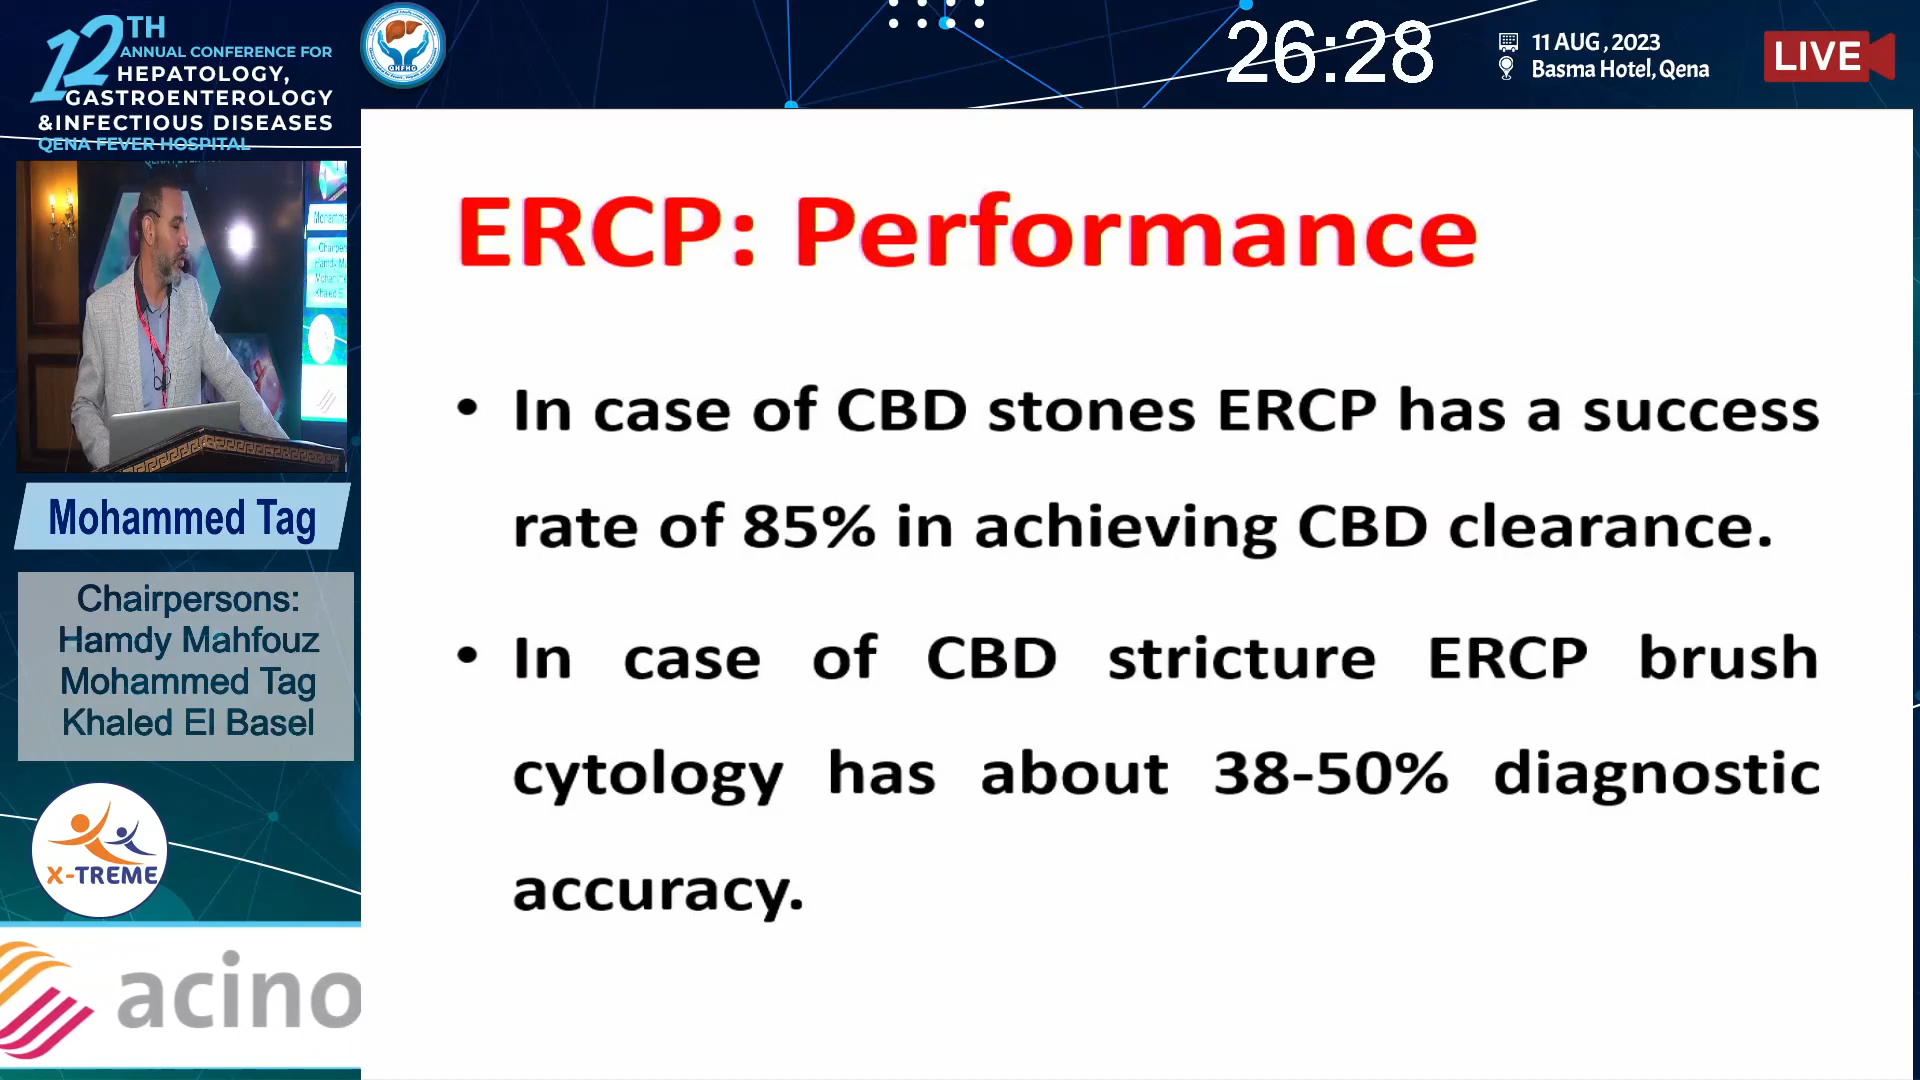 12TH
ANNUAL CONFERENCE FOR
HEPATOLOGY,
GASTROENTEROLOGY
&INFECTIOUS DISEASES
QENA FEVER HOSPITAL
QHFHG
26:28
11 AUG , 2023
Basma Hotel, Qena
LIVE
ERCP: Performance
• In case of CBD stones ERCP has a success
rate of 85% in achieving CBD clearance.
• In case of CBD stricture ERCP brush
cytology has about 38-50% diagnostic
accuracy.
Mohammed Tag
Chairpersons:
Hamdy Mahfouz
Mohammed Tag
Khaled El Basel
X-TREME
acino